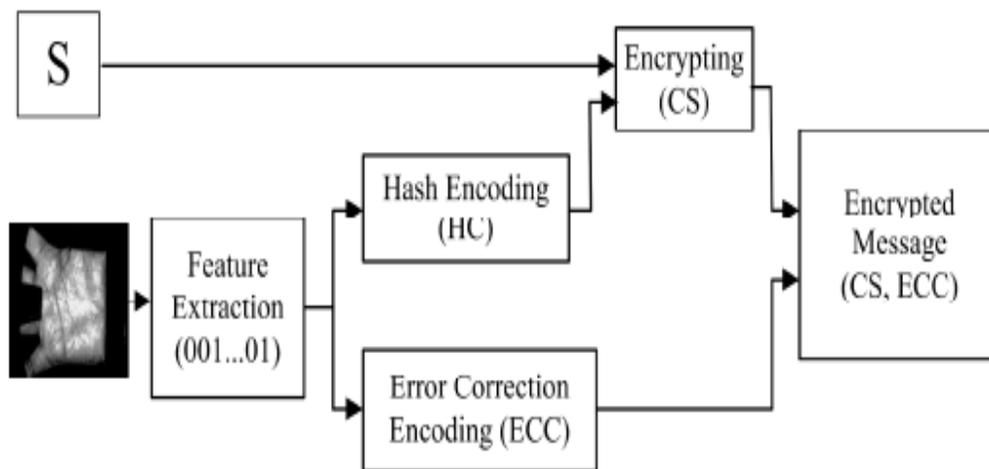 S
Encrypting
(CS)
Hash Encoding
(HC)
Feature
Extraction
(001...01)
Encrypted
Message
(CS, ECC)
Error Correction
Encoding (ECC)